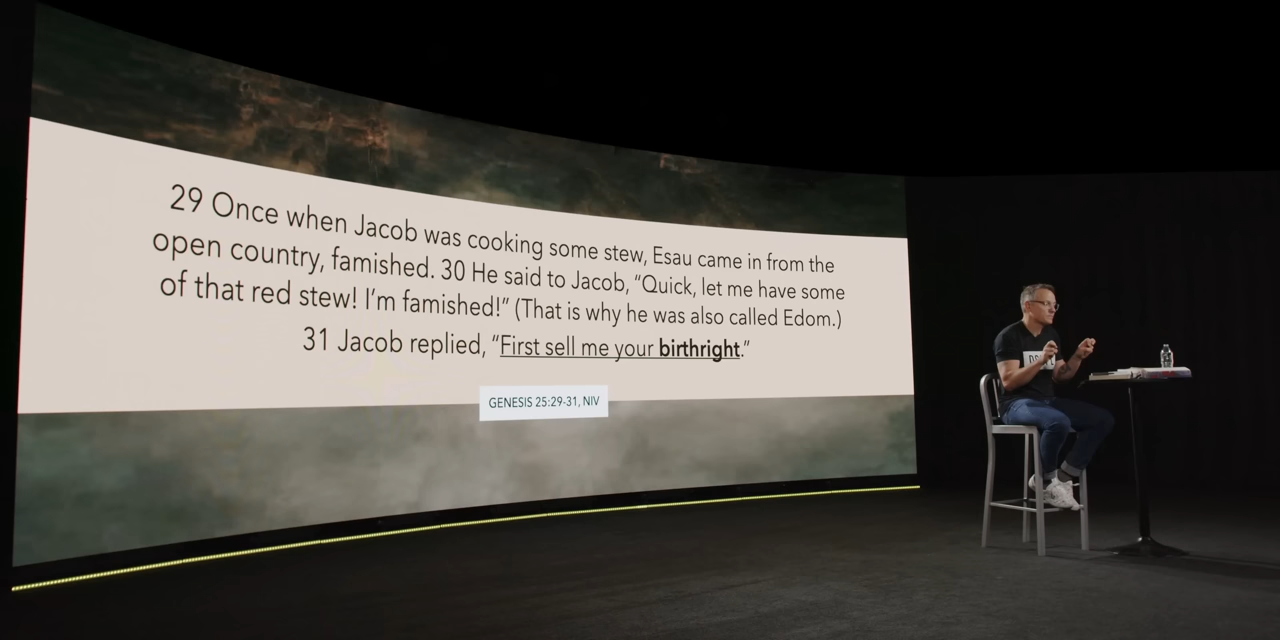 29 Once when Jacob was cooking some stew, Esau came in from the
open country, famished. 30 He said to Jacob, “Quick, let me have some
of that red stew! I’m famished!” (That is why he was also called Edom.)
31 Jacob replied, “First sell me your birthright.”
GENESIS 25:29-31, NIV